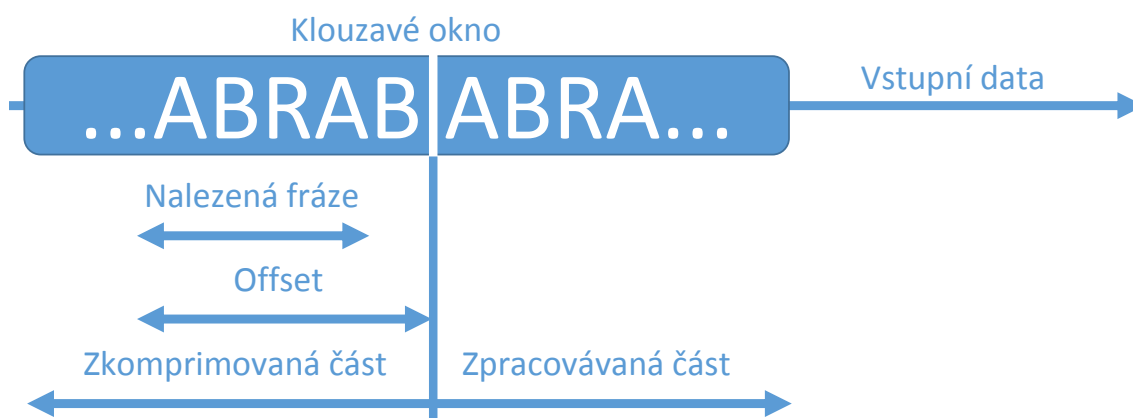 Klouzavé okno
...ABRAB ABRA...
Vstupní data
Nalezená fráze
Offset
Zkomprimovaná část
Zpracovávaná část